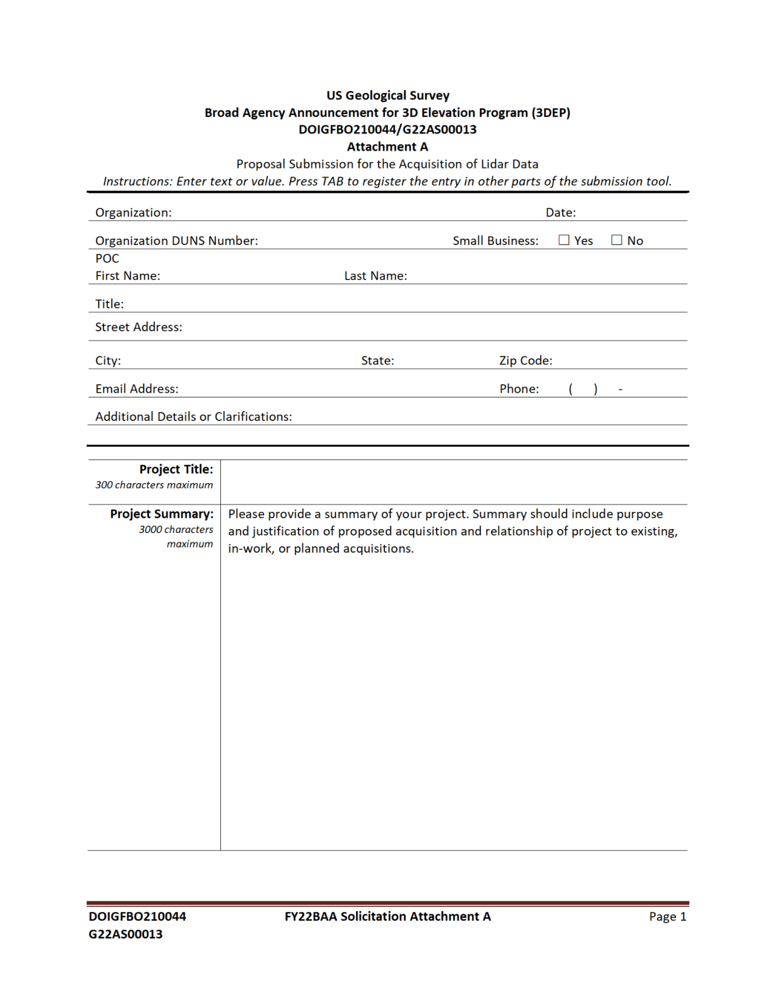 US Geological Survey
Broad Agency Announcement for 3D Elevation Program (3DEP)
DOIGFBO210044/G22AS00013
Attachment A
Proposal Submission for the Acquisition of Lidar Data
Instructions: Enter text or value. Press TAB to register the entry in other parts of the submission tool.
Organization: Date:
Organization DUNS Number: Small Business: ☐ Yes ☐ No
POC
First Name: Last Name:
Title:
Street Address:
City: State: Zip Code:
Email Address: Phone: ( ) -
Additional Details or Clarifications:
Project Title:
300 characters maximum
Project Summary:
3000 characters
maximum
Please provide a summary of your project. Summary should include purpose
and justification of proposed acquisition and relationship of project to existing,
in-work, or planned acquisitions.
DOIGFBO210044 FY22BAA Solicitation Attachment A Page 1
G22AS00013